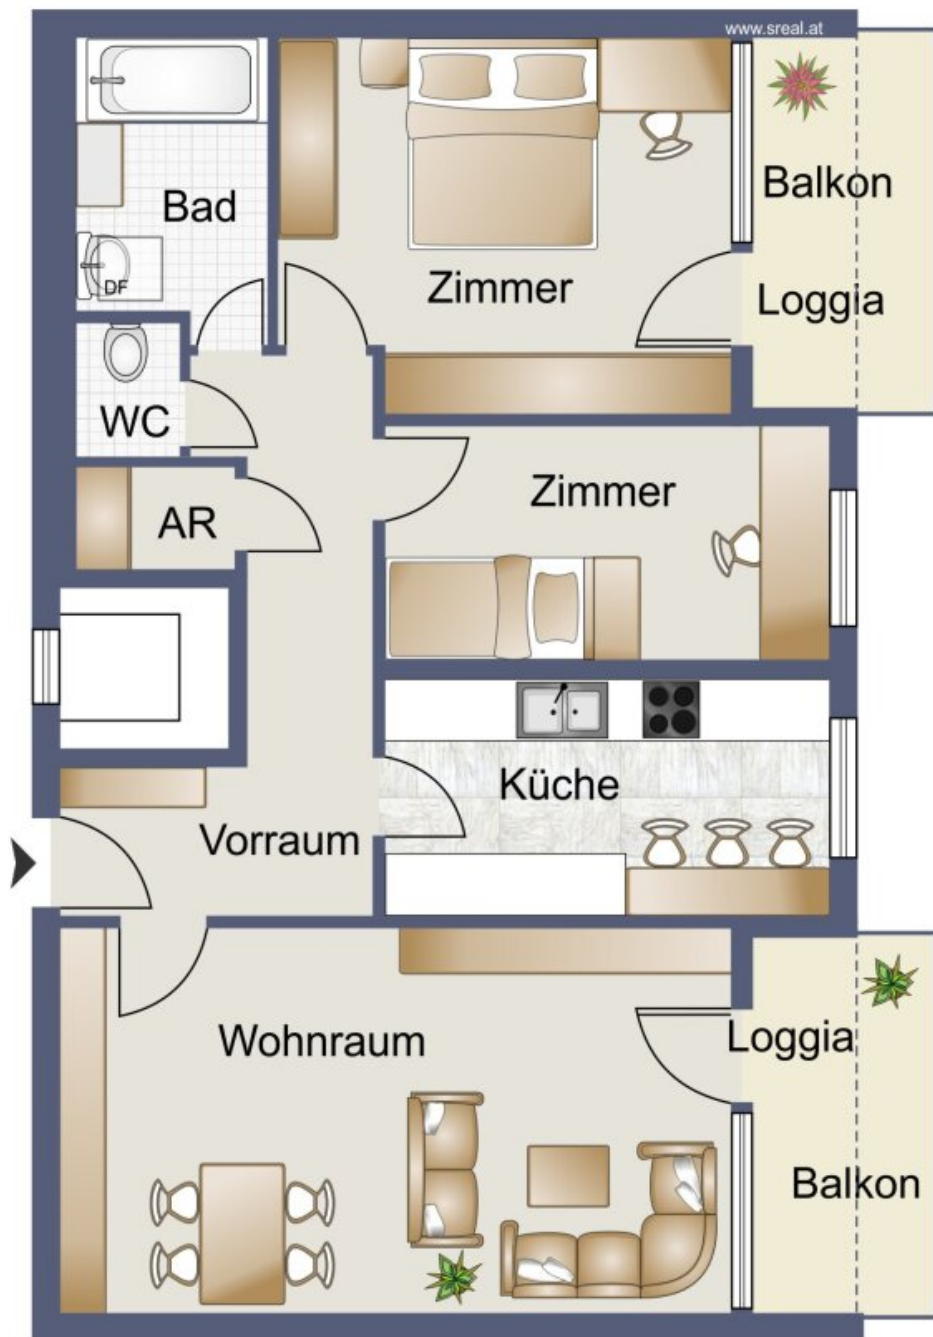 www.sreal.at
Balkon
Bad
Zimmer
Loggia
DF
WC
Zimmer
AR
Küche
Vorraum
Wohnraum
Loggia
Balkon